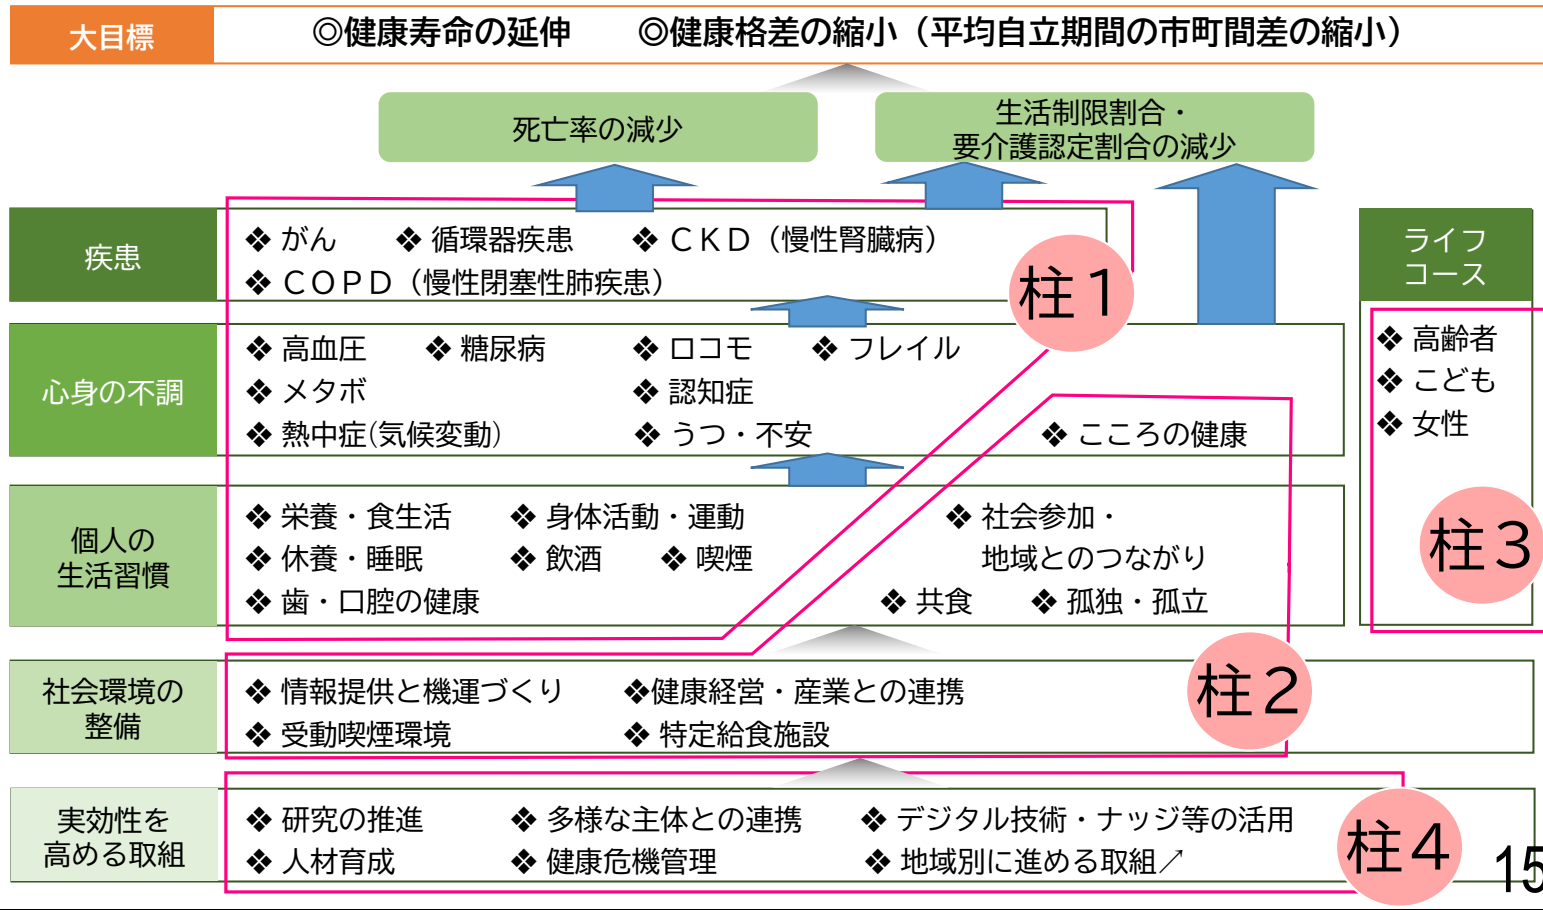 大目標
◎健康寿命の延伸　　◎健康格差の縮小（平均自立期間の市町間差の縮小）
死亡率の減少
生活制限割合・
要介護認定割合の減少
疾患
❖ がん　❖ 循環器疾患　❖ ＣＫＤ（慢性腎臓病）
❖ ＣＯＰＤ（慢性閉塞性肺疾患）
柱１
心身の不調
❖ 高血圧　❖ 糖尿病　❖ ロコモ　❖ フレイル
❖ メタボ　❖ 認知症
❖ 熱中症(気候変動)　❖ うつ・不安　❖ こころの健康
個人の
生活習慣
❖ 栄養・食生活　❖ 身体活動・運動　❖ 社会参加・
❖ 休養・睡眠　❖ 飲酒　❖ 喫煙　地域とのつながり
❖ 歯・口腔の健康　❖ 共食　❖ 孤独・孤立
社会環境の
整備
❖ 情報提供と機運づくり　❖健康経営・産業との連携
❖ 受動喫煙環境　❖ 特定給食施設
柱２
ライフ
コース
❖ 高齢者
❖ こども
❖ 女性
柱３
実効性を
高める取組
❖ 研究の推進　❖ 多様な主体との連携　❖ デジタル技術・ナッジ等の活用
❖ 人材育成　❖ 健康危機管理　❖ 地域別に進める取組↗
柱４
15